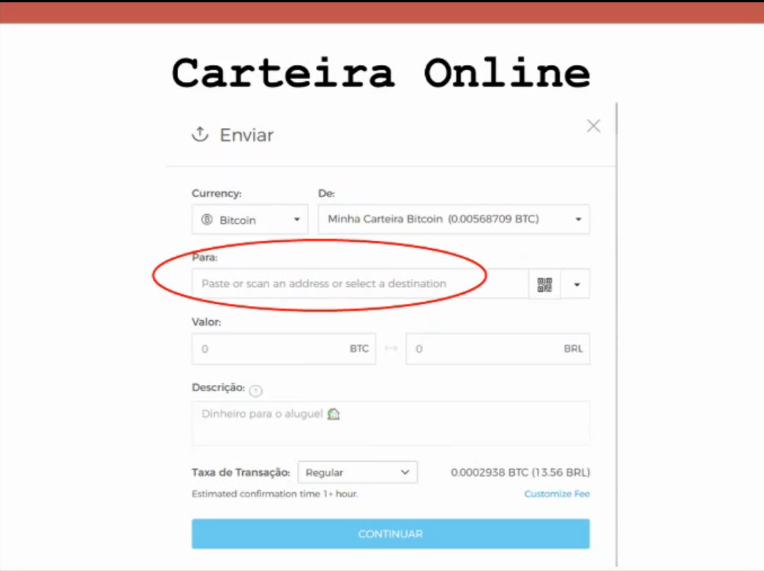 Carteira Online
Enviar
Currency: De:
Bitcoin Minha Carteira Bitcoin (0.00568709 BTC)
Para:
Paste or scan an address or select a destination
Valor:
0 BTC 0 BRL
Descrição: ?
Dinheiro para o aluguel
Taxa de Transação: Regular 0.0002938 BTC (13.56 BRL)
Estimated confirmation time 1+ hour. Customize Fee
CONTINUAR